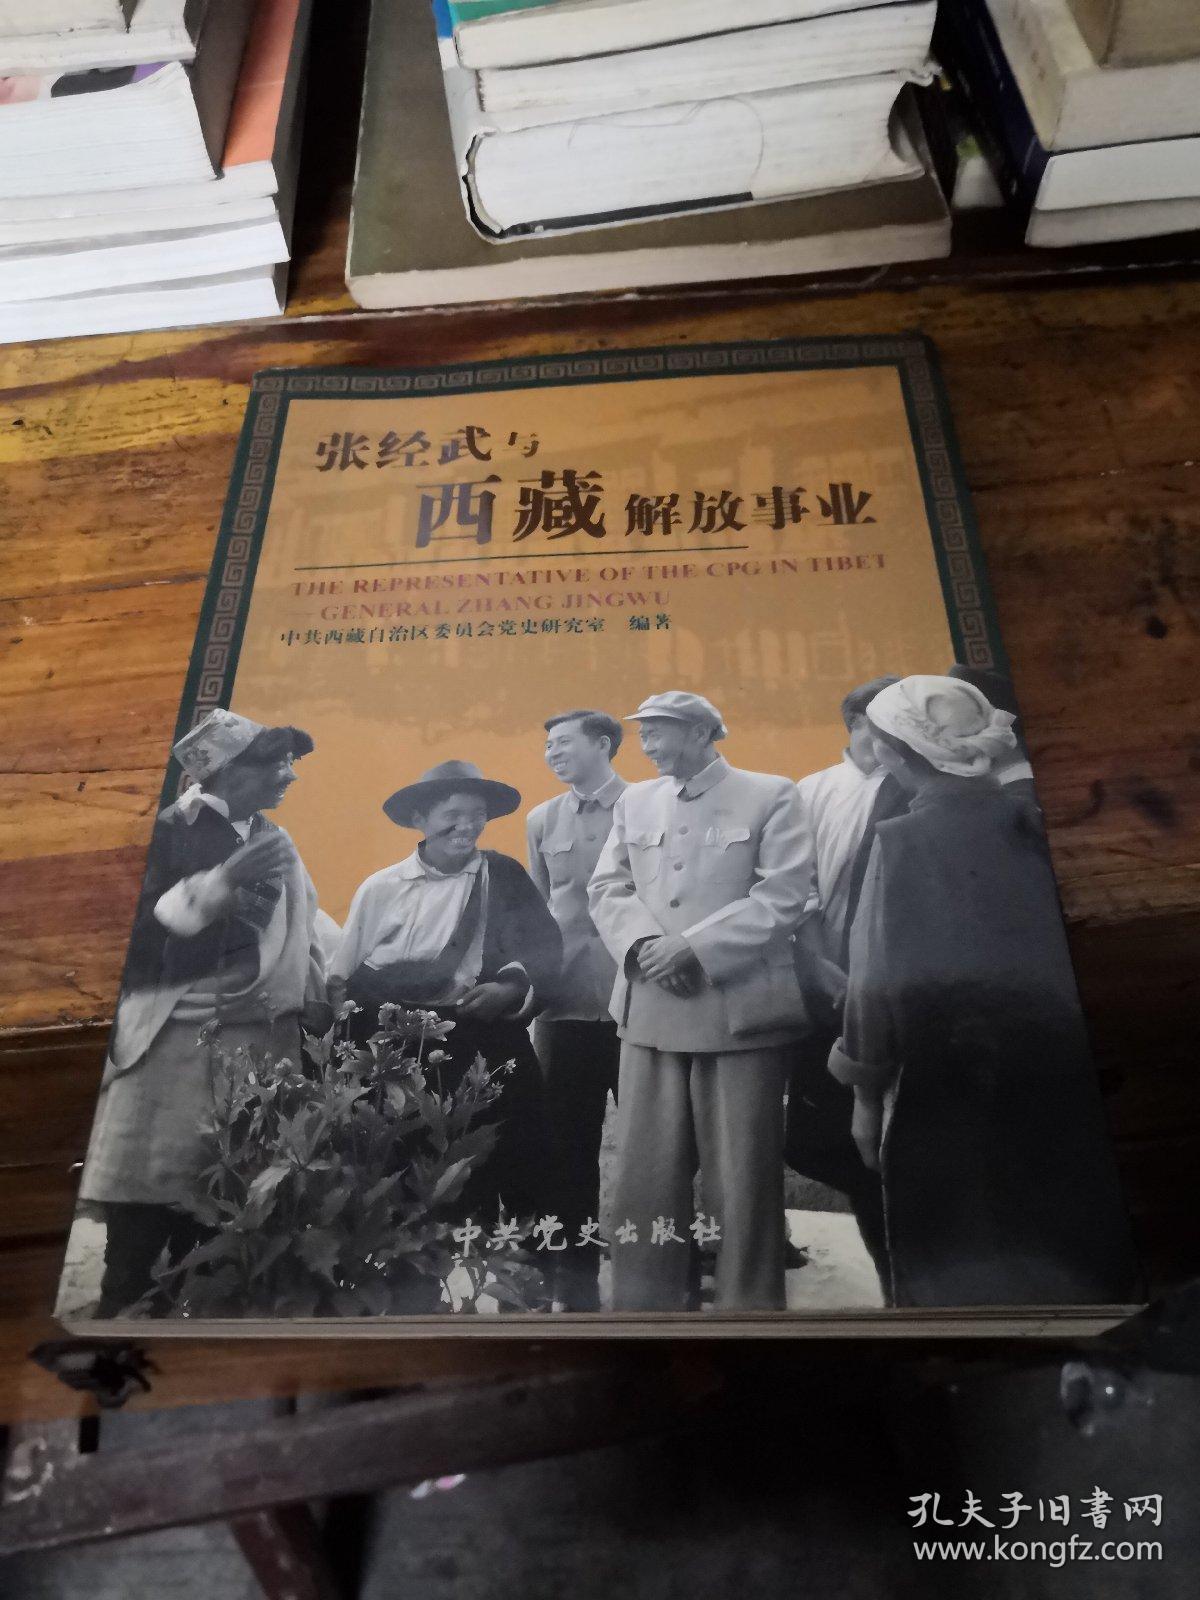 张经武与
西藏解放事业
THE REPRESENTATIVE OF THE CPG IN TIBET
— GENERAL ZHANG JINGWU
中共西藏自治区委员会党史研究室 编著
中共党史出版社
孔夫子旧書网
www.kongfz.com